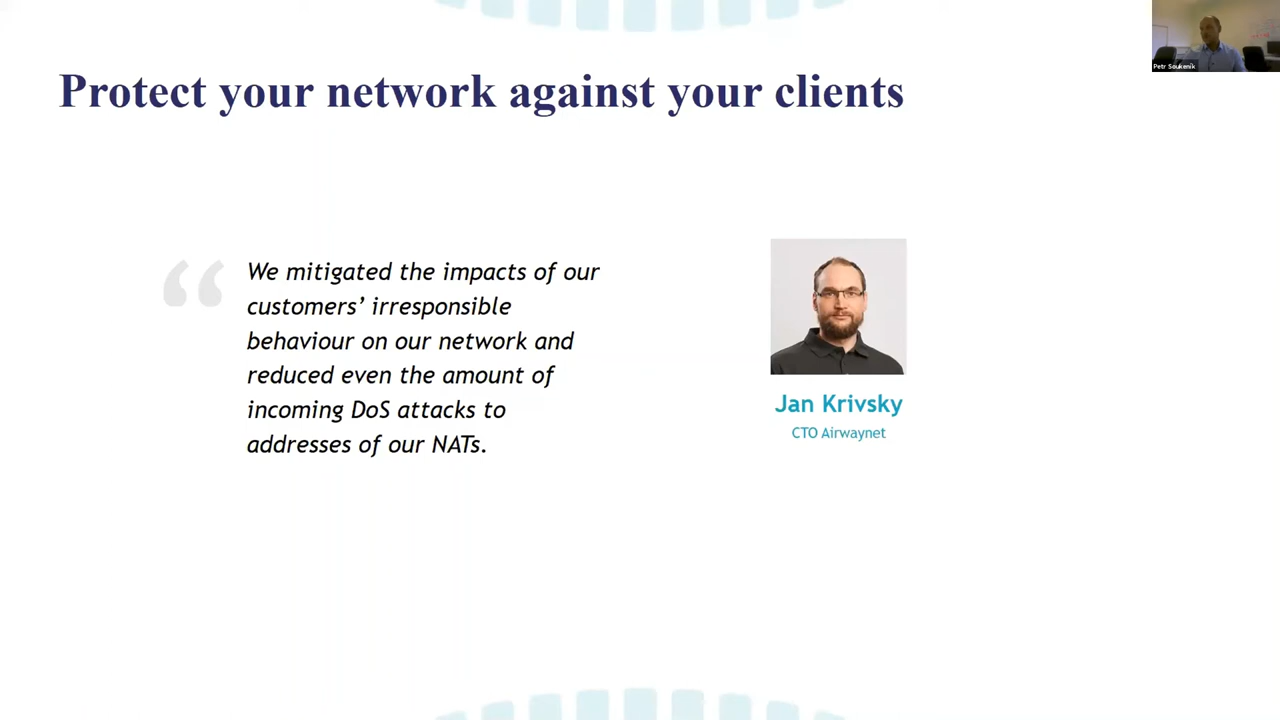 Protect your network against your clients
Petr Soukenik
“
We mitigated the impacts of our
customers’ irresponsible
behaviour on our network and
reduced even the amount of
incoming DoS attacks to
addresses of our NATs.
Jan Krivsky
CTO Airwaynet